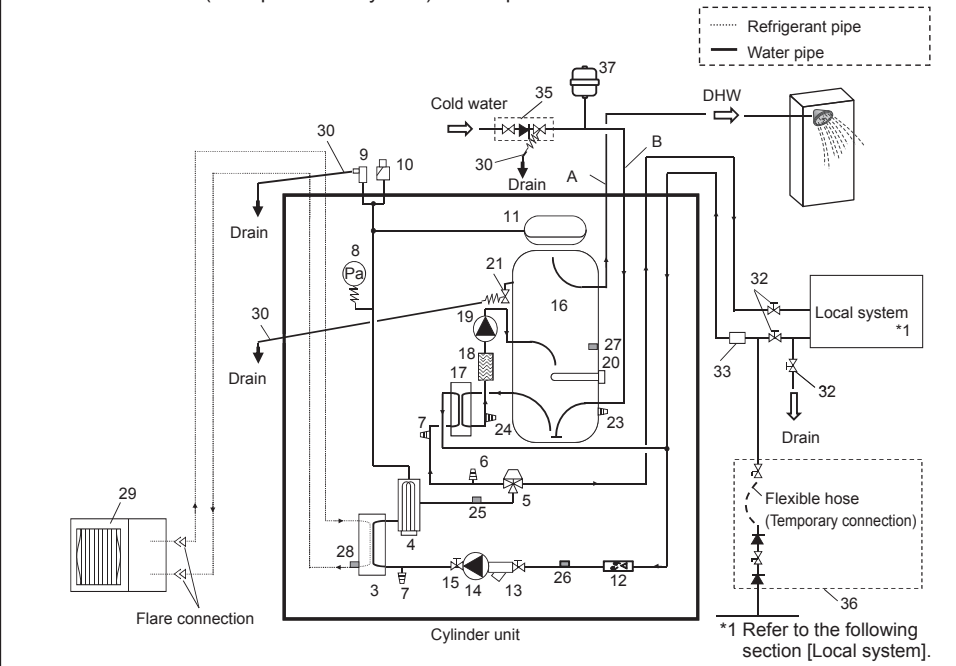 Refrigerant pipe
Water pipe
37
35
Cold water
DHW
30
9
10
30
Drain
A
B
Drain
11
8
Pa
21
16
32
Local system
*1
30
19
27
18
20
33
Drain
17
32
7
24
23
Drain
6
5
29
25
Flexible hose
(Temporary connection)
4
28
15
26
12
3
7
14
13
36
Flare connection
Cylinder unit
*1 Refer to the following
section [Local system].